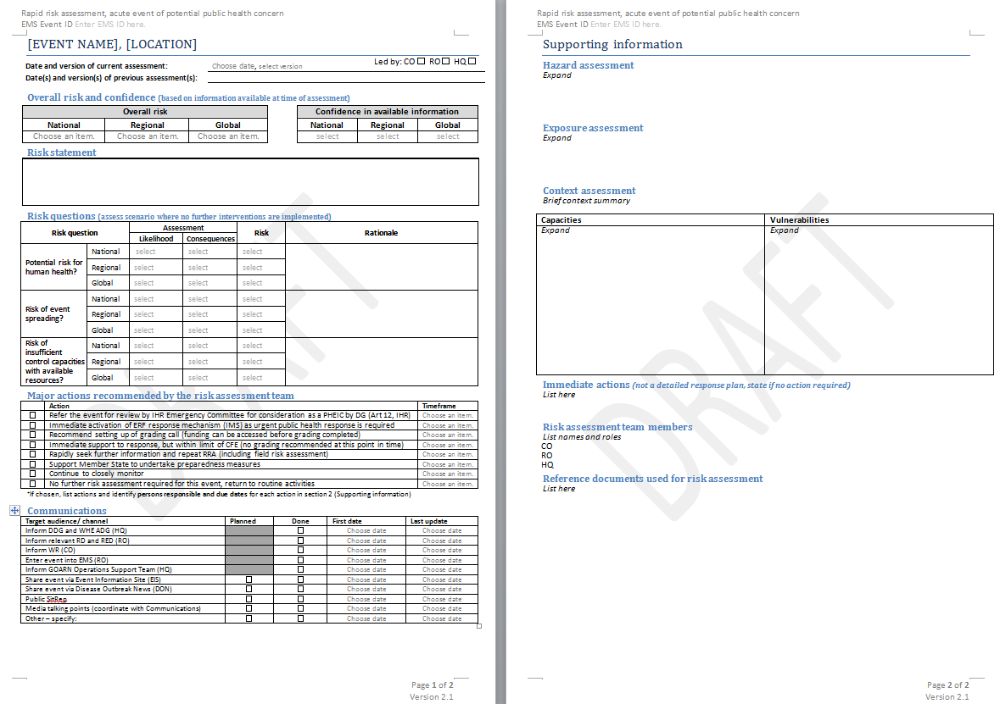 Rapid risk assessment, acute event of potential public health concern
EMS Event ID Enter EMS ID here.
[EVENT NAME], [LOCATION]
Led by: CO ☐ RO ☐ HQ ☐
Date and version of current assessment: Choose date, select version
Date(s) and version(s) of previous assessment(s):
Overall risk and confidence (based on information available at time of assessment)
Overall risk
National Regional Global
Choose an item. Choose an item. Choose an item.
Confidence in available information
National Regional Global
select select select
Risk statement
Risk questions (assess scenario where no further interventions are implemented)
Risk question Assessment Risk Rationale
Likelihood Consequences
Potential risk for human health?
National select select select
Regional select select select
Global select select select
Risk of event spreading?
National select select select
Regional select select select
Global select select select
Risk of insufficient control capacities with available resources?
National select select select
Regional select select select
Global select select select
Major actions recommended by the risk assessment team
Action Timeframe
☐ Refer the event for review by IHR Emergency Committee for consideration as a PHEIC by DG (Art 12, IHR) Choose an item.
☐ Immediate activation of ERF response mechanism (IMS) as urgent public health response is required Choose an item.
☐ Recommend setting up of grading call (funding can be accessed before grading completed) Choose an item.
☐ Immediate support to response, but within limit of CFE (no grading recommended at this point in time) Choose an item.
☐ Rapidly seek further information and repeat RRA (including field risk assessment) Choose an item.
☐ Support Member State to undertake preparedness measures Choose an item.
☐ Continue to closely monitor Choose an item.
☐ No further risk assessment required for this event, return to routine activities Choose an item.
*If chosen, list actions and identify persons responsible and due dates for each action in section 2 (Supporting information)
Communications
Target audience/ channel Planned Done First date Last update
Inform DDG and WHE ADG (HQ) ☐ Choose date Choose date
Inform relevant RD and RED (RO) ☐ Choose date Choose date
Inform WR (CO) ☐ Choose date Choose date
Enter event into EMS (RO) ☐ Choose date Choose date
Inform GOARN Operations Support Team (HQ) ☐ Choose date Choose date
Share event via Event Information Site (EIS) ☐ ☐ Choose date Choose date
Share event via Disease Outbreak News (DON) ☐ ☐ Choose date Choose date
Public SitRep ☐ ☐ Choose date Choose date
Media talking points (coordinate with Communications) ☐ ☐ Choose date Choose date
Other – specify: ☐ ☐ Choose date Choose date
DRAFT
Page 1 of 2
Version 2.1
Rapid risk assessment, acute event of potential public health concern
EMS Event ID Enter EMS ID here.
Supporting information
Hazard assessment
Expand
Exposure assessment
Expand
Context assessment
Brief context summary
Capacities Vulnerabilities
Expand Expand
Immediate actions (not a detailed response plan, state if no action required)
List here
Risk assessment team members
List names and roles
CO
RO
HQ
Reference documents used for risk assessment
List here
DRAFT
Page 2 of 2
Version 2.1